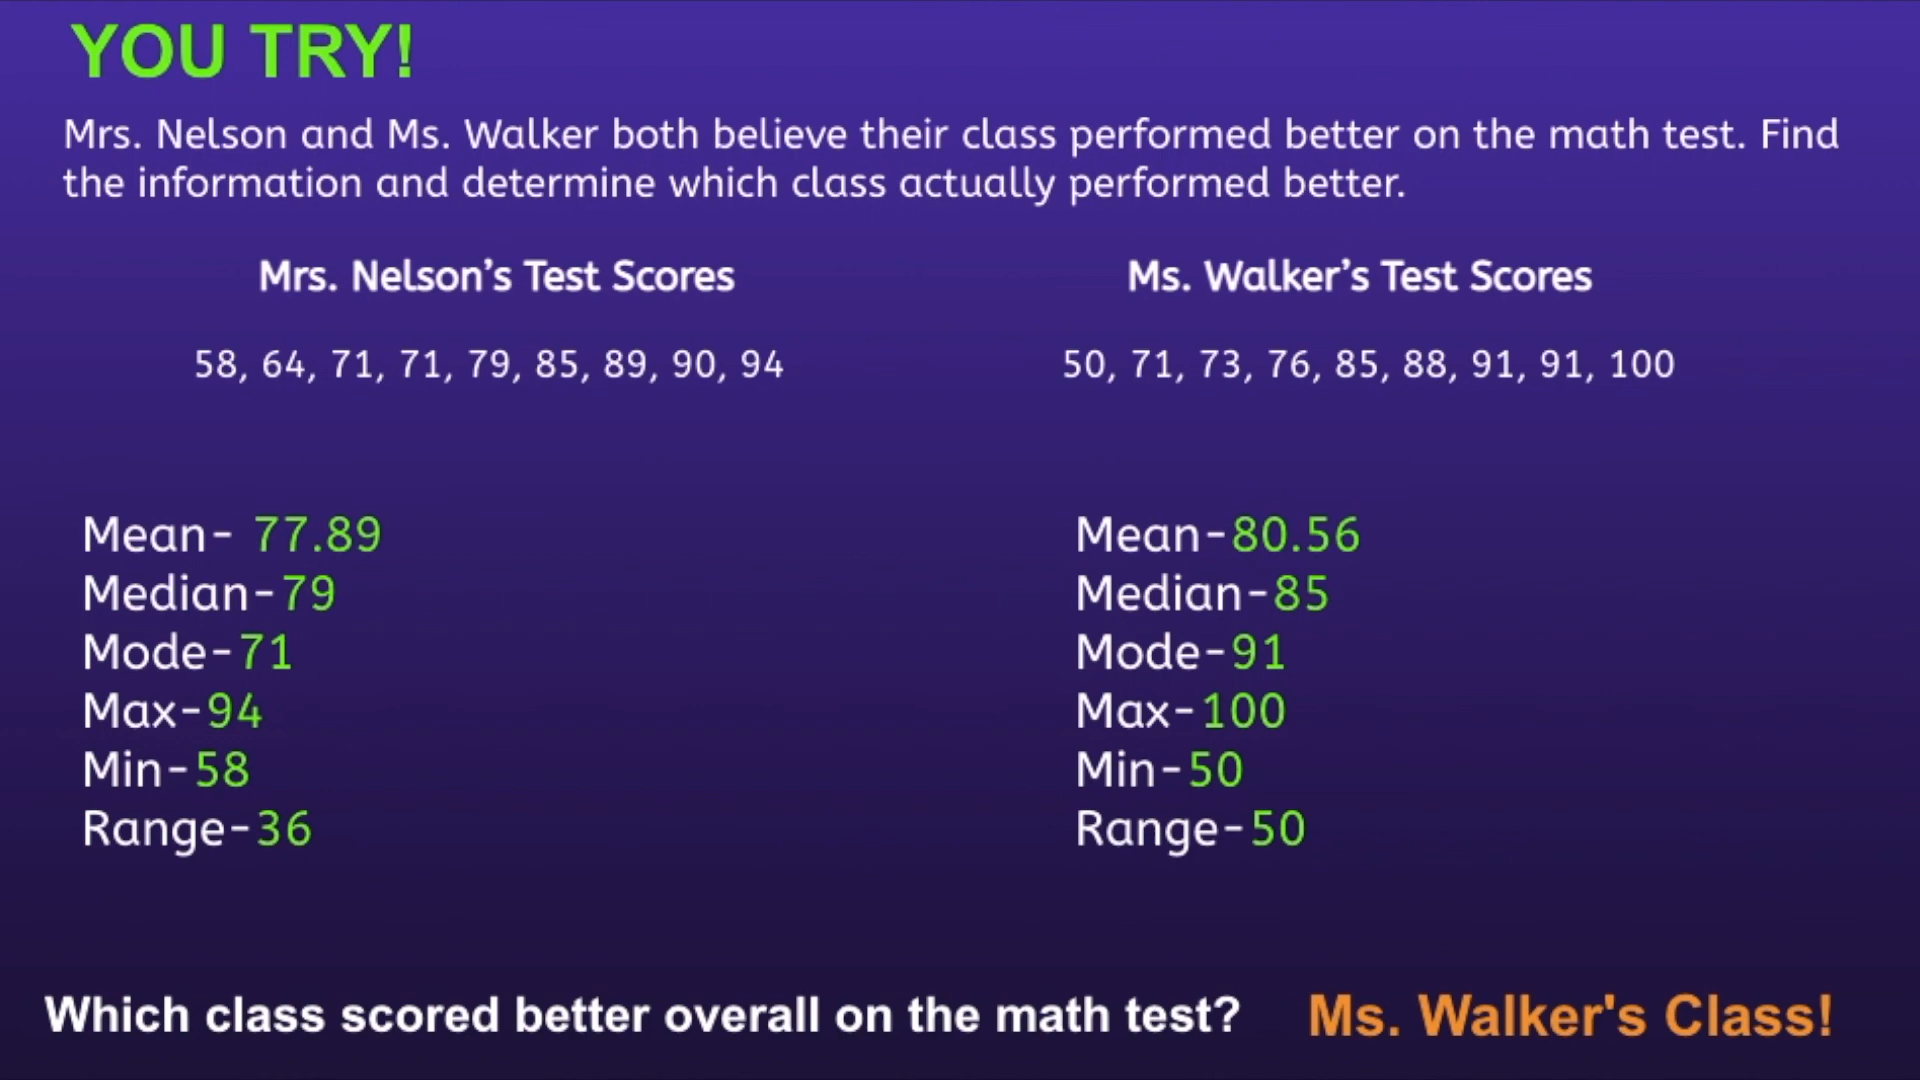 YOU TRY!
Mrs. Nelson and Ms. Walker both believe their class performed better on the math test. Find
the information and determine which class actually performed better.
Mrs. Nelson’s Test Scores
58, 64, 71, 71, 79, 85, 89, 90, 94
Mean- 77.89
Median-79
Mode-71
Max-94
Min-58
Range-36
Ms. Walker’s Test Scores
50, 71, 73, 76, 85, 88, 91, 91, 100
Mean-80.56
Median-85
Mode-91
Max-100
Min-50
Range-50
Which class scored better overall on the math test? Ms. Walker's Class!